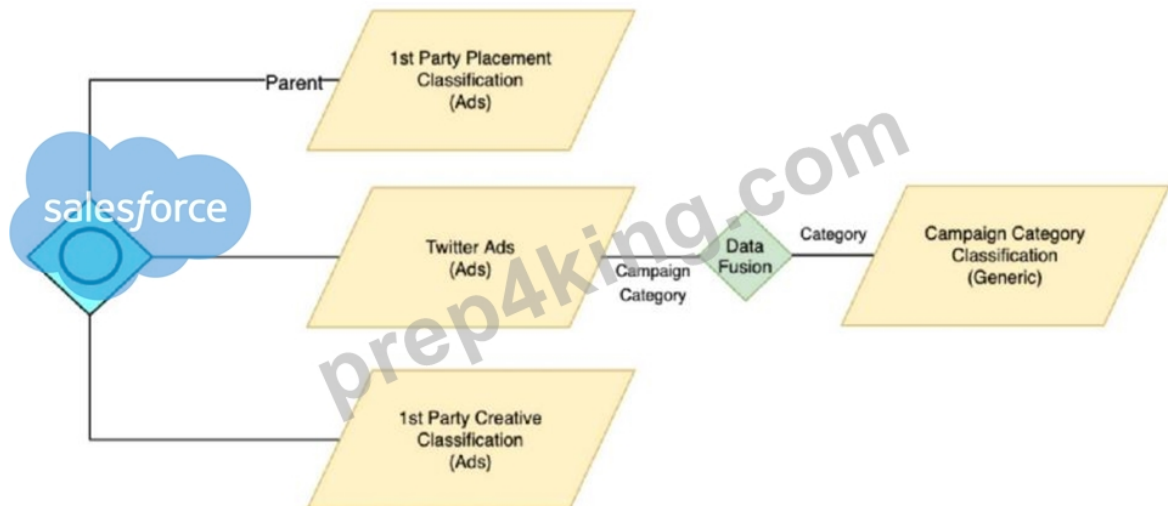 1st Party Placement
Classification
(Ads)
Parent
salesforce
Twitter Ads
(Ads)
Campaign
Category
Data
Fusion
Category
Campaign Category
Classification
(Generic)
1st Party Creative
Classification
(Ads)
prep4king.com